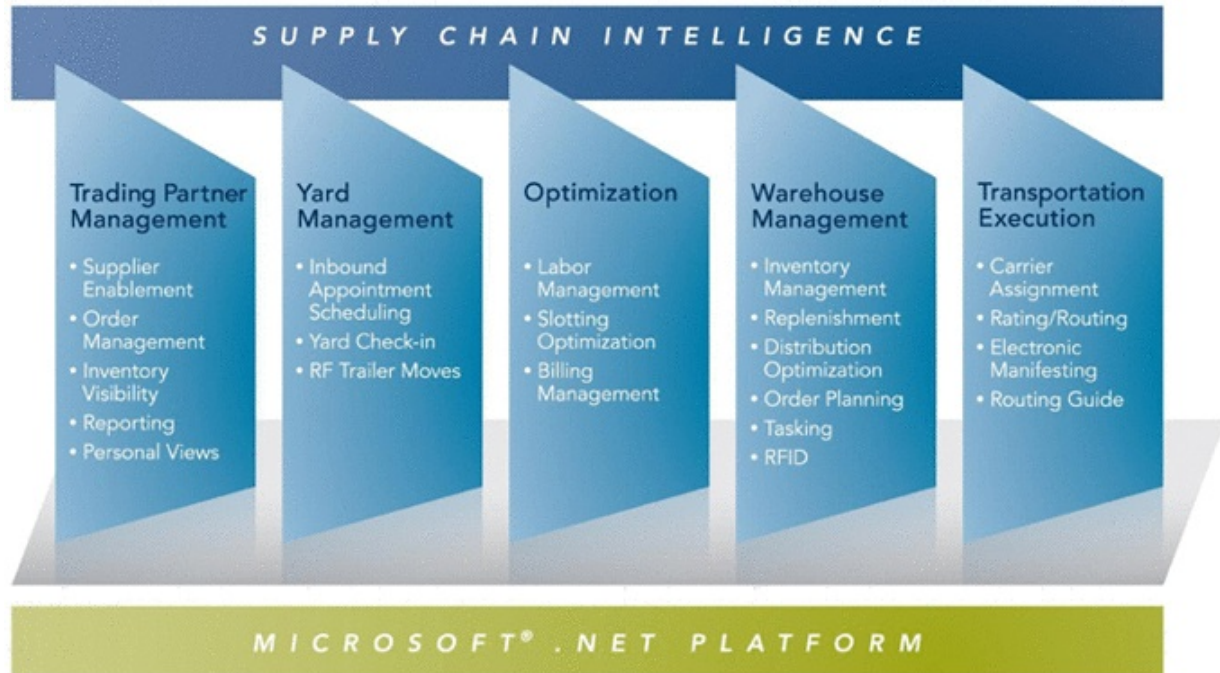 SUPPLY CHAIN INTELLIGENCE
Trading Partner
Management
• Supplier
Enablement
• Order
Management
• Inventory
Visibility
• Reporting
• Personal Views
Yard
Management
• Inbound
Appointment
Scheduling
• Yard Check-in
• RF Trailer Moves
Optimization
• Labor
Management
• Slotting
Optimization
• Billing
Management
Warehouse
Management
• Inventory
Management
• Replenishment
• Distribution
Optimization
• Order Planning
• Tasking
• RFID
Transportation
Execution
• Carrier
Assignment
• Rating/Routing
• Electronic
Manifesting
• Routing Guide
MICROSOFT® .NET PLATFORM